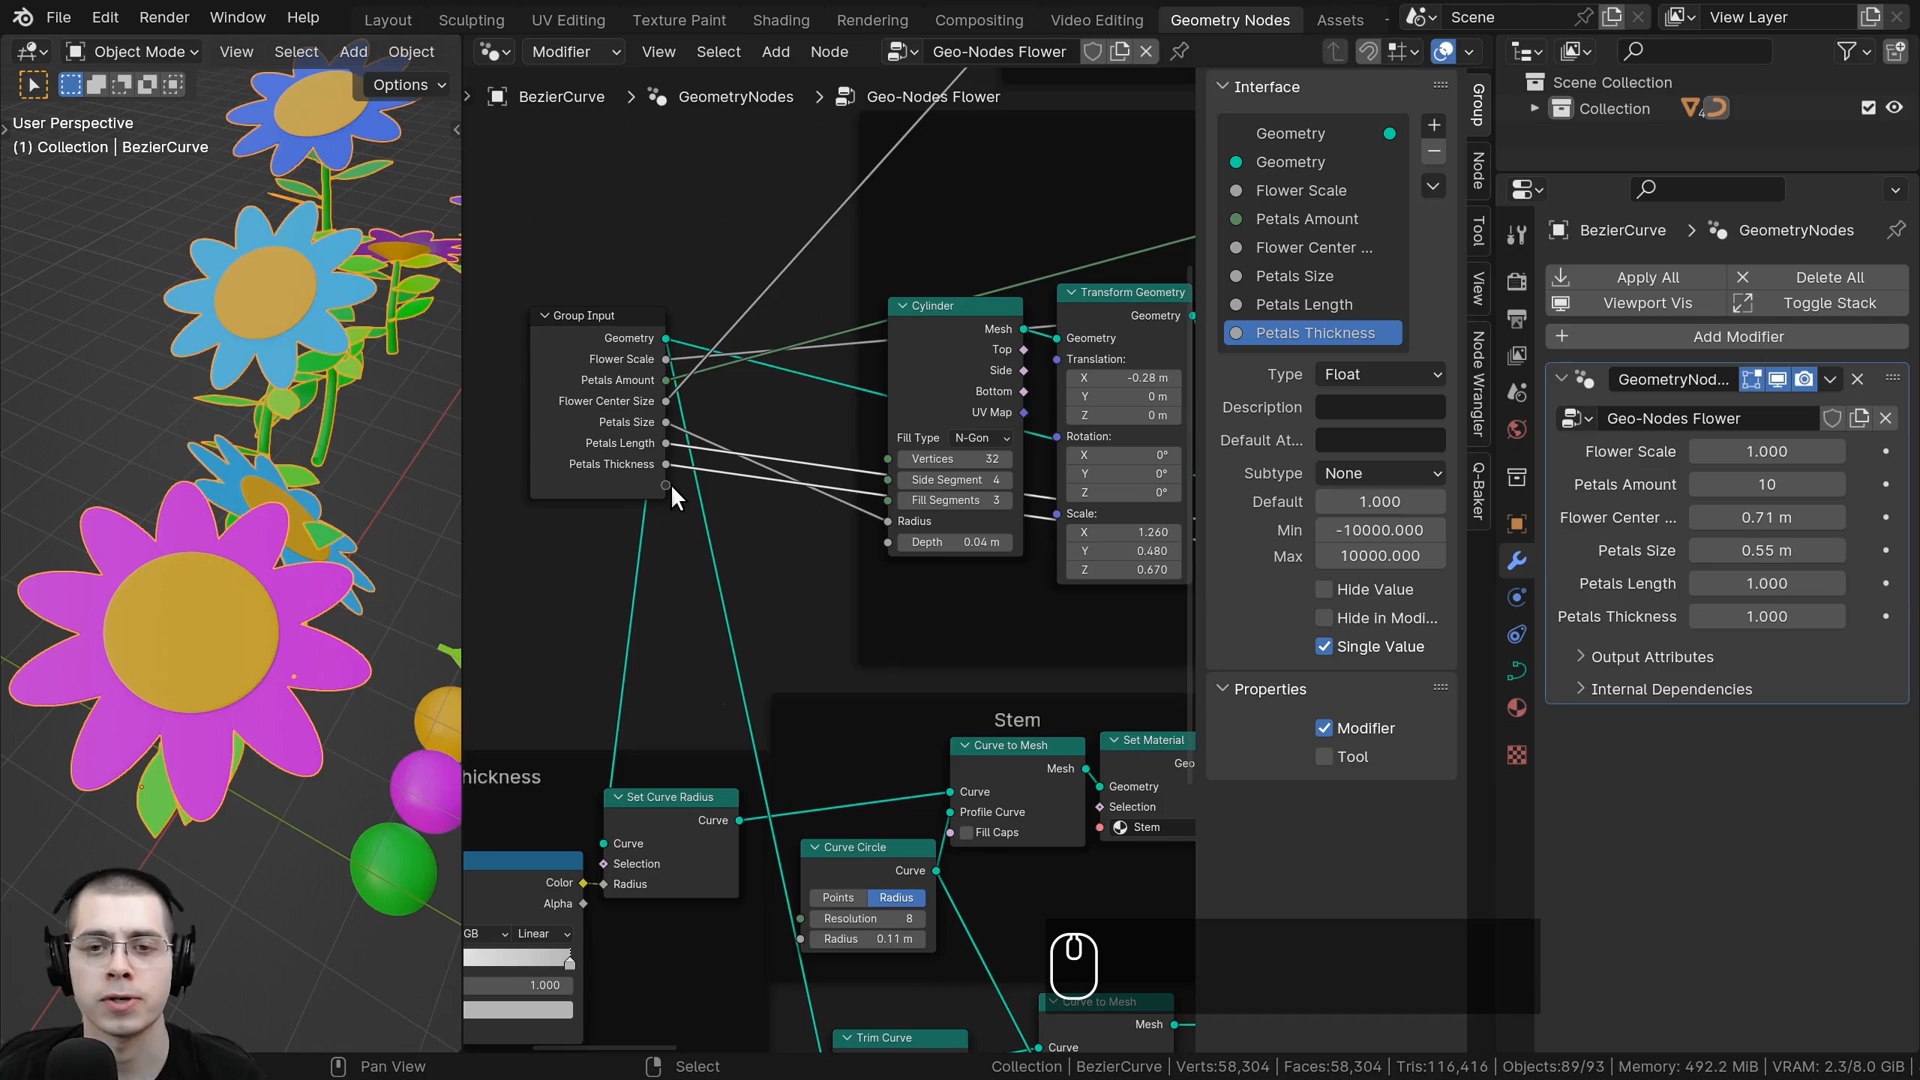 File Edit Render Window Help Layout Sculpting UV Editing Texture Paint Shading Rendering Compositing Video Editing Geometry Nodes Assets Scene View Layer
Object Mode View Select Add Object Modifier View Select Add Node Geo-Nodes Flower
Options
BezierCurve GeometryNodes Geo-Nodes Flower
User Perspective
(1) Collection | BezierCurve
Group Input
Geometry
Flower Scale
Petals Amount
Flower Center Size
Petals Size
Petals Length
Petals Thickness
Cylinder
Mesh
Top
Side
Bottom
UV Map
Fill Type N-Gon
Vertices 32
Side Segment 4
Fill Segments 3
Radius
Depth 0.04 m
Transform Geometry
Geometry
Geometry
Translation:
X -0.28 m
Y 0 m
Z 0 m
Rotation:
X 0°
Y 0°
Z 0°
Scale:
X 1.260
Y 0.480
Z 0.670
hickness
Set Curve Radius
Curve
Curve
Selection
Radius
Color
Alpha
GB Linear
1.000
Stem
Curve to Mesh
Mesh
Curve
Profile Curve
Fill Caps
Set Material
Geo
Geometry
Selection
Stem
Curve Circle
Curve
Points Radius
Resolution 8
Radius 0.11 m
Trim Curve
Curve to Mesh
Mesh
Curve
Interface
Geometry
Geometry
Flower Scale
Petals Amount
Flower Center ...
Petals Size
Petals Length
Petals Thickness
Type Float
Description
Default At...
Subtype None
Default 1.000
Min -10000.000
Max 10000.000
Hide Value
Hide in Modi...
Single Value
Properties
Modifier
Tool
Group
Node
Tool
View
Node Wrangler
Q-Baker
Scene Collection
Collection 4
BezierCurve GeometryNodes
Apply All Delete All
Viewport Vis Toggle Stack
Add Modifier
GeometryNod...
Geo-Nodes Flower
Flower Scale 1.000
Petals Amount 10
Flower Center ... 0.71 m
Petals Size 0.55 m
Petals Length 1.000
Petals Thickness 1.000
Output Attributes
Internal Dependencies
Pan View Select Collection | BezierCurve | Verts:58,304 | Faces:58,304 | Tris:116,416 | Objects:89/93 | Memory: 492.2 MiB | VRAM: 2.3/8.0 GiB